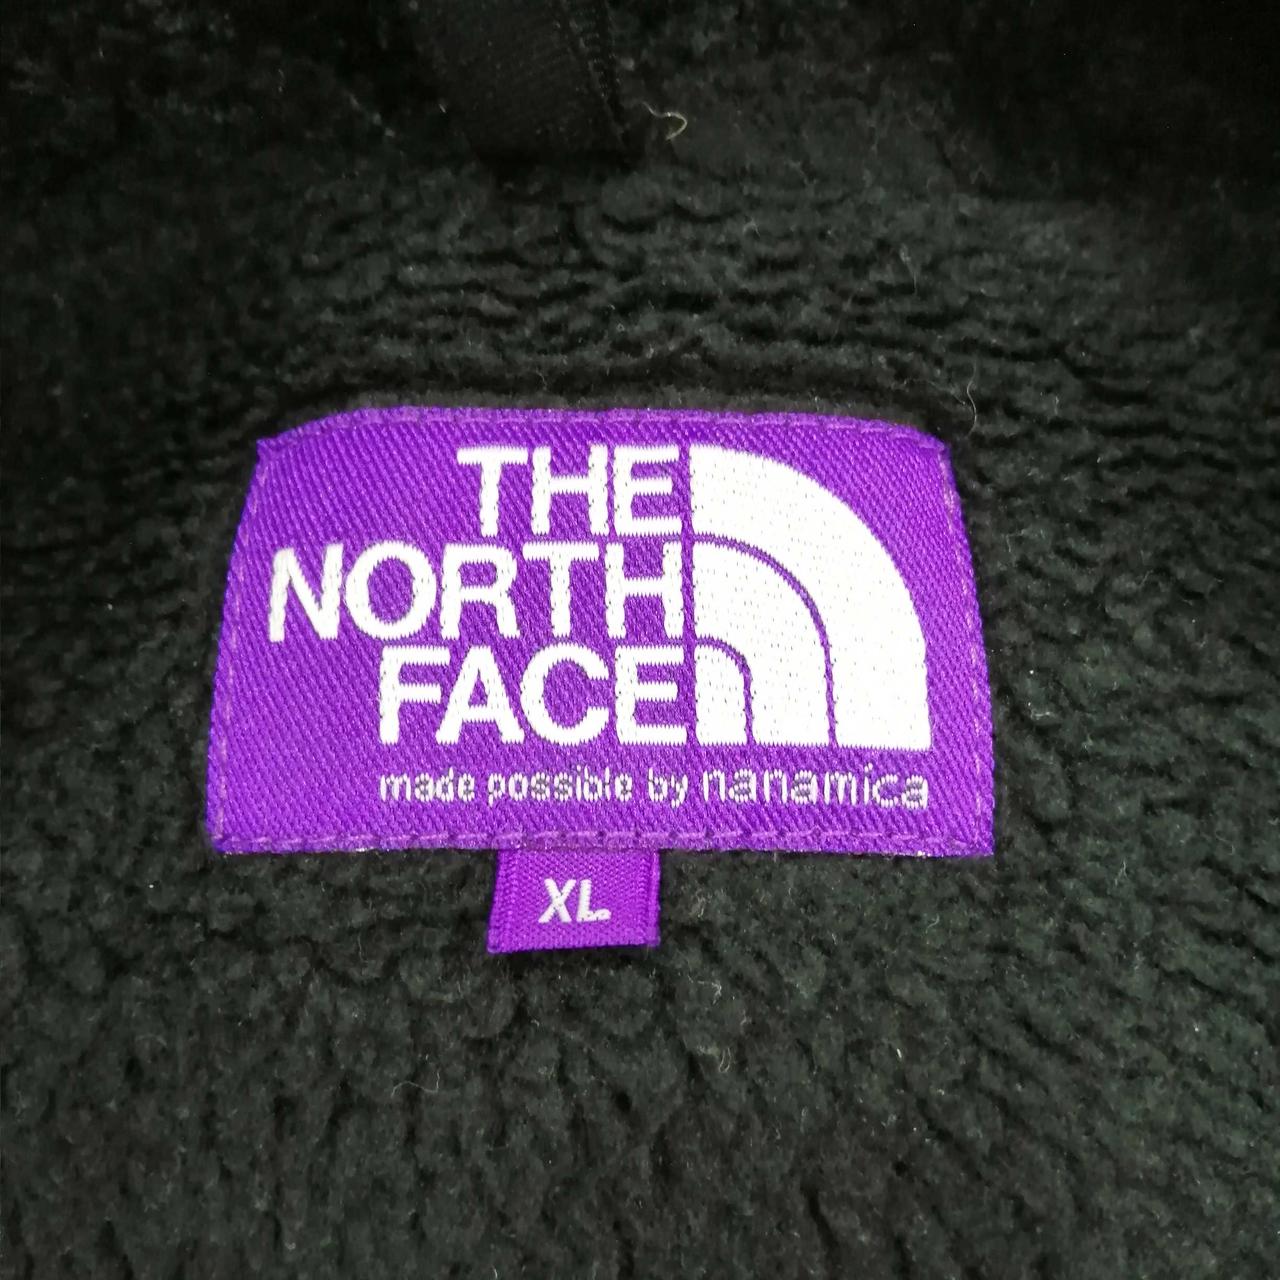 THE
NORTH
FACE
made possible by nanamica
XL